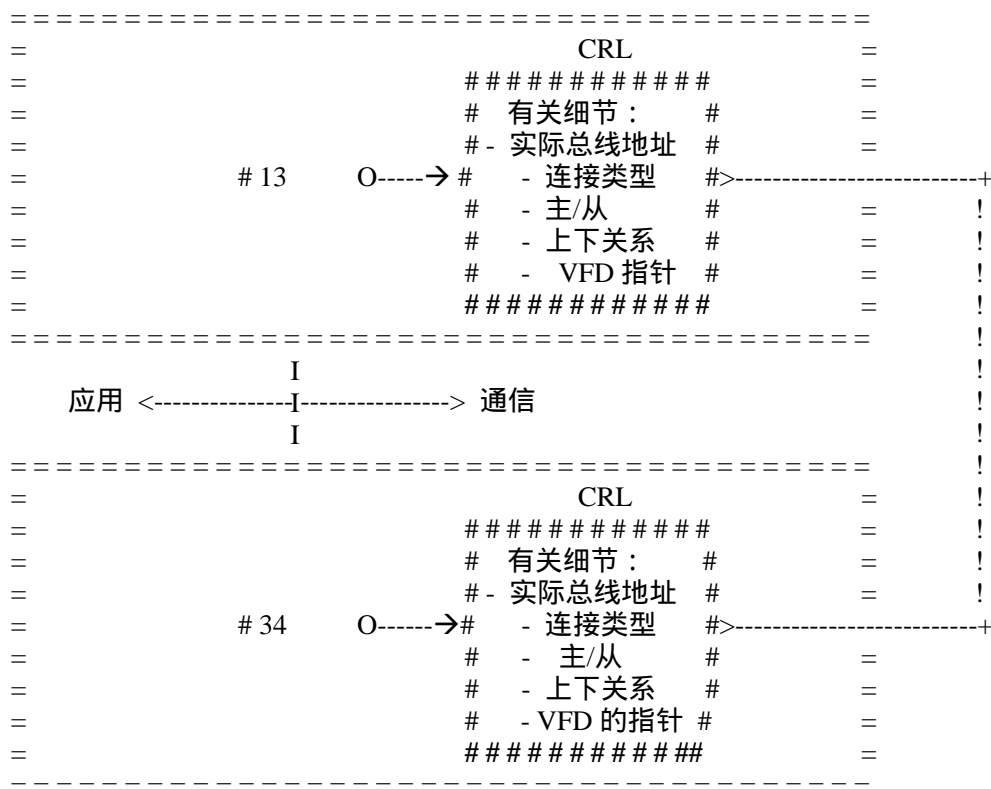 = = = = = = = = = = = = = = = = = = = = = = = = = = = = = = = = = = = = = =
= CRL =
= # # # # # # # # # # # # =
= # 有关细节： # =
= # - 实际总线地址 # =
= # 13 O-----→ # - 连接类型 #>--------------------------+
= # - 主/从 # = !
= # - 上下关系 # = !
= # - VFD 指针 # = !
= # # # # # # # # # # # # = !
= = = = = = = = = = = = = = = = = = = = = = = = = = = = = = = = = = = = = = !
I !
应用 <---------------I----------------> 通信 !
I !
= = = = = = = = = = = = = = = = = = = = = = = = = = = = = = = = = = = = = = !
= CRL = !
= # # # # # # # # # # # # = !
= # 有关细节： # = !
= # - 实际总线地址 # = !
= # 34 O------→# - 连接类型 #>--------------------------+
= # - 主/从 # =
= # - 上下关系 # =
= # - VFD 的指针 # =
= # # # # # # # # # # # ## =
= = = = = = = = = = = = = = = = = = = = = = = = = = = = = = = = = = = = = =